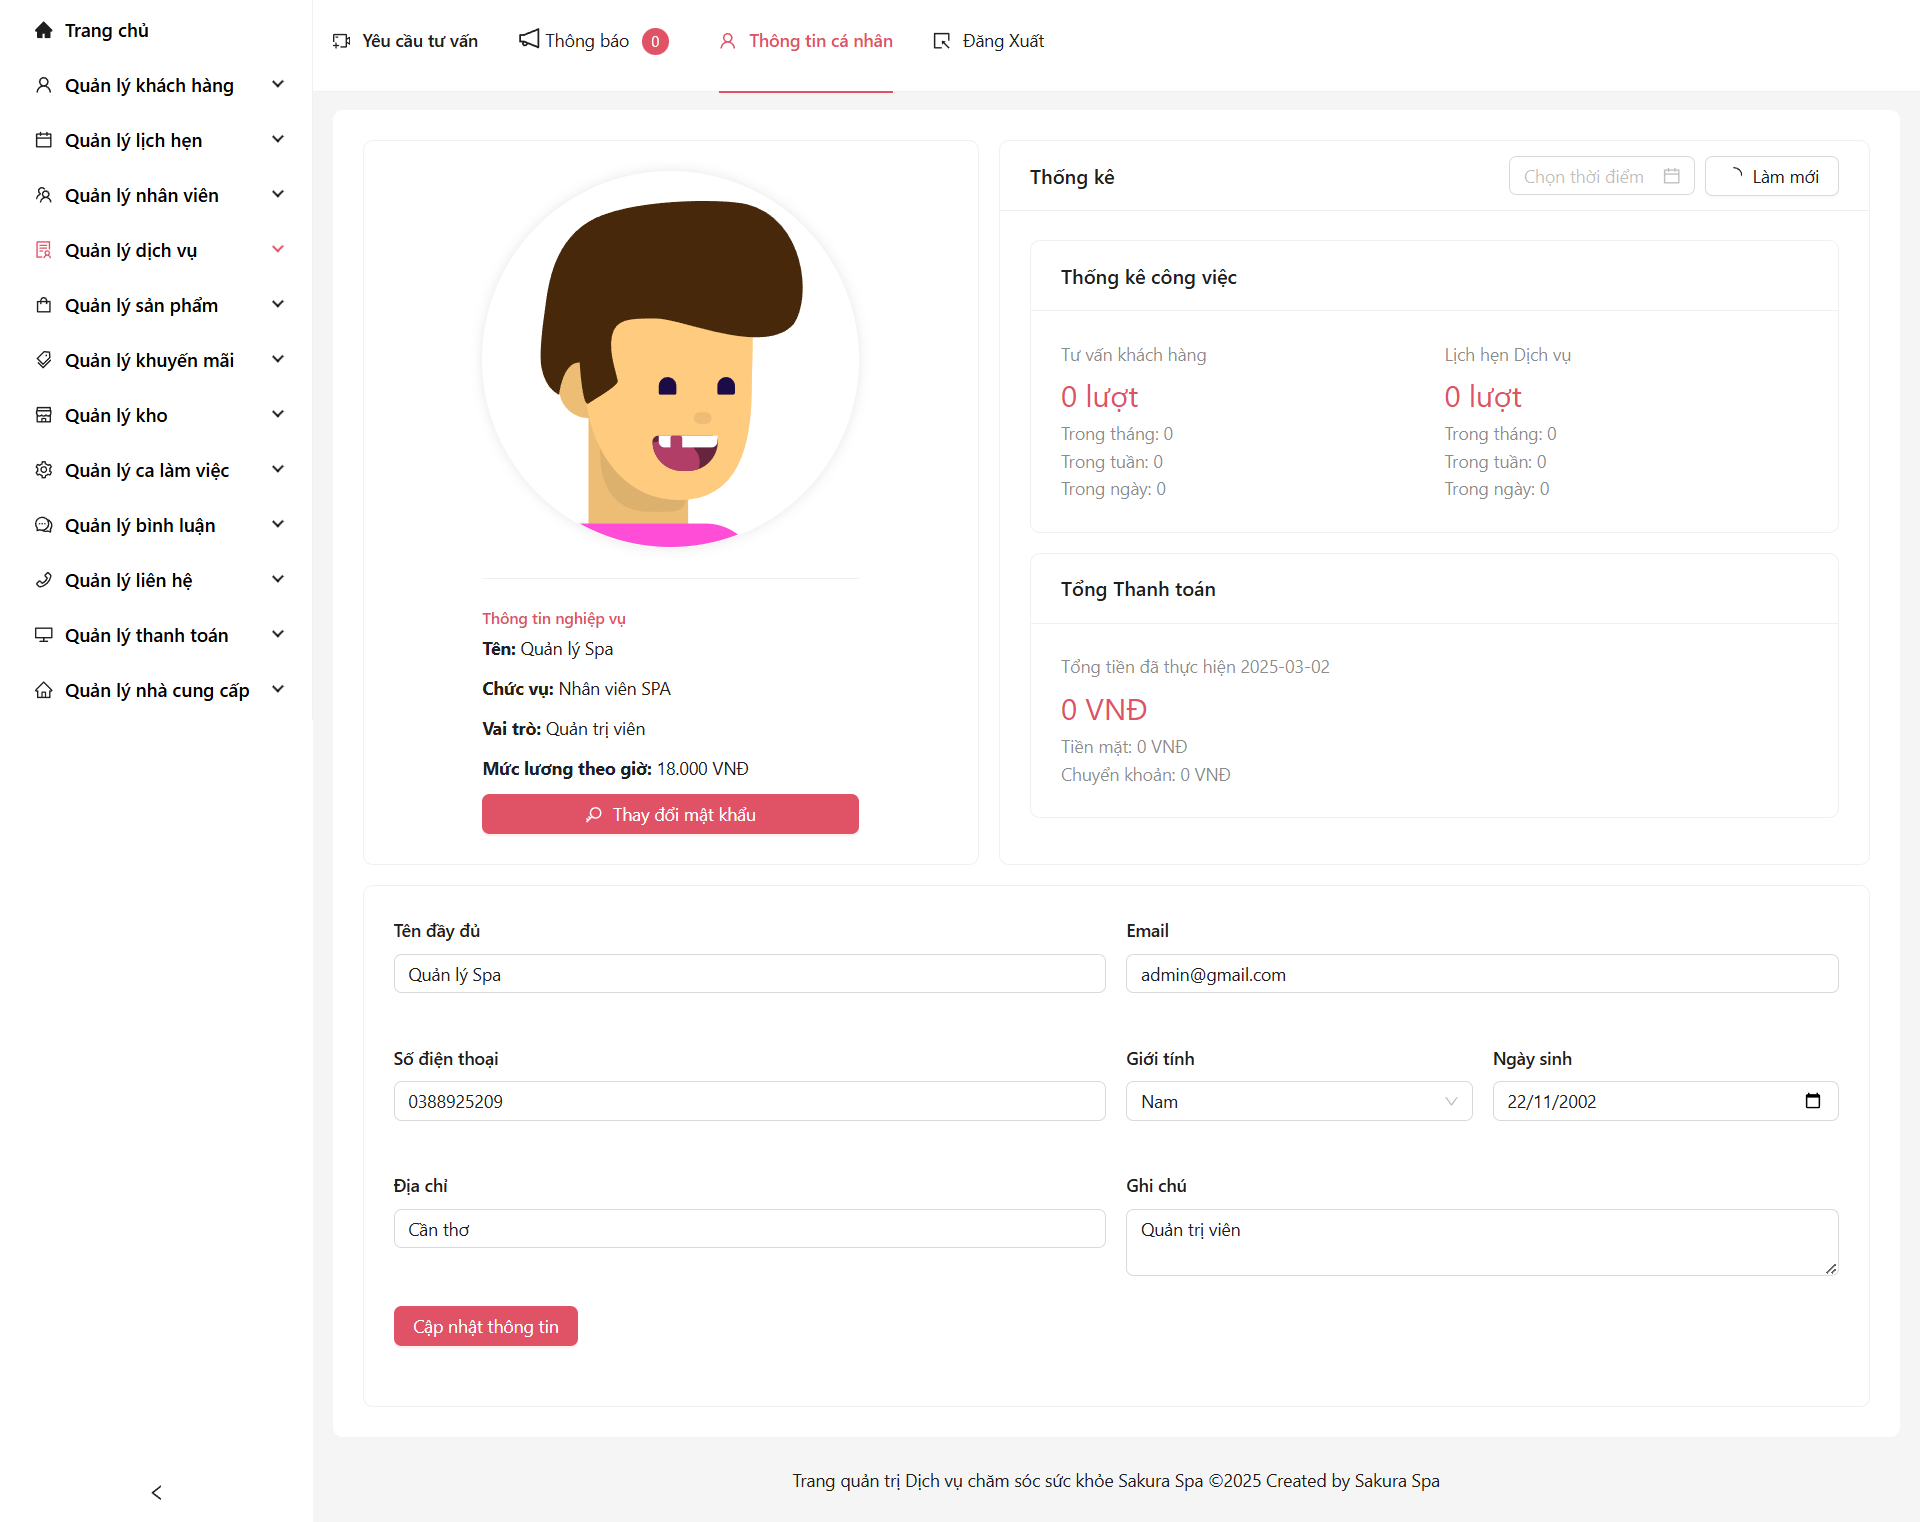 Trang chủ
Quản lý khách hàng
Quản lý lịch hẹn
Quản lý nhân viên
Quản lý dịch vụ
Quản lý sản phẩm
Quản lý khuyến mãi
Quản lý kho
Quản lý ca làm việc
Quản lý bình luận
Quản lý liên hệ
Quản lý thanh toán
Quản lý nhà cung cấp
Yêu cầu tư vấn
Thông báo 0
Thông tin cá nhân
Đăng Xuất
Thông tin nghiệp vụ
Tên: Quản lý Spa
Chức vụ: Nhân viên SPA
Vai trò: Quản trị viên
Mức lương theo giờ: 18.000 VNĐ
Thay đổi mật khẩu
Thống kê
Chọn thời điểm
Làm mới
Thống kê công việc
Tư vấn khách hàng
0 lượt
Trong tháng: 0
Trong tuần: 0
Trong ngày: 0
Lịch hẹn Dịch vụ
0 lượt
Trong tháng: 0
Trong tuần: 0
Trong ngày: 0
Tổng Thanh toán
Tổng tiền đã thực hiện 2025-03-02
0 VNĐ
Tiền mặt: 0 VNĐ
Chuyển khoản: 0 VNĐ
Tên đầy đủ
Quản lý Spa
Email
admin@gmail.com
Số điện thoại
0388925209
Giới tính
Nam
Ngày sinh
22/11/2002
Địa chỉ
Cần thơ
Ghi chú
Quản trị viên
Cập nhật thông tin
Trang quản trị Dịch vụ chăm sóc sức khỏe Sakura Spa ©2025 Created by Sakura Spa